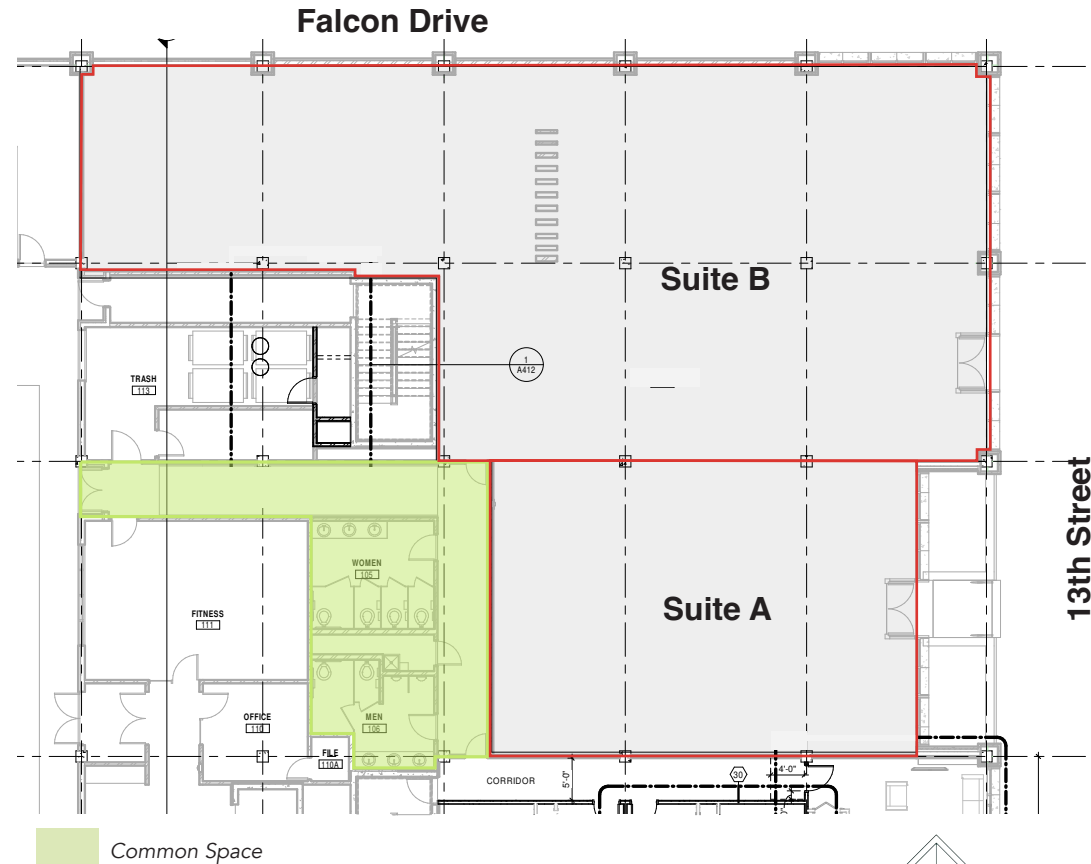 Falcon Drive
Suite B
1
A412
TRASH
113
13th Street
WOMEN
105
Suite A
FITNESS
111
OFFICE
110
MEN
106
FILE
110A
CORRIDOR
5'-0"
30
4'-0"
Common Space